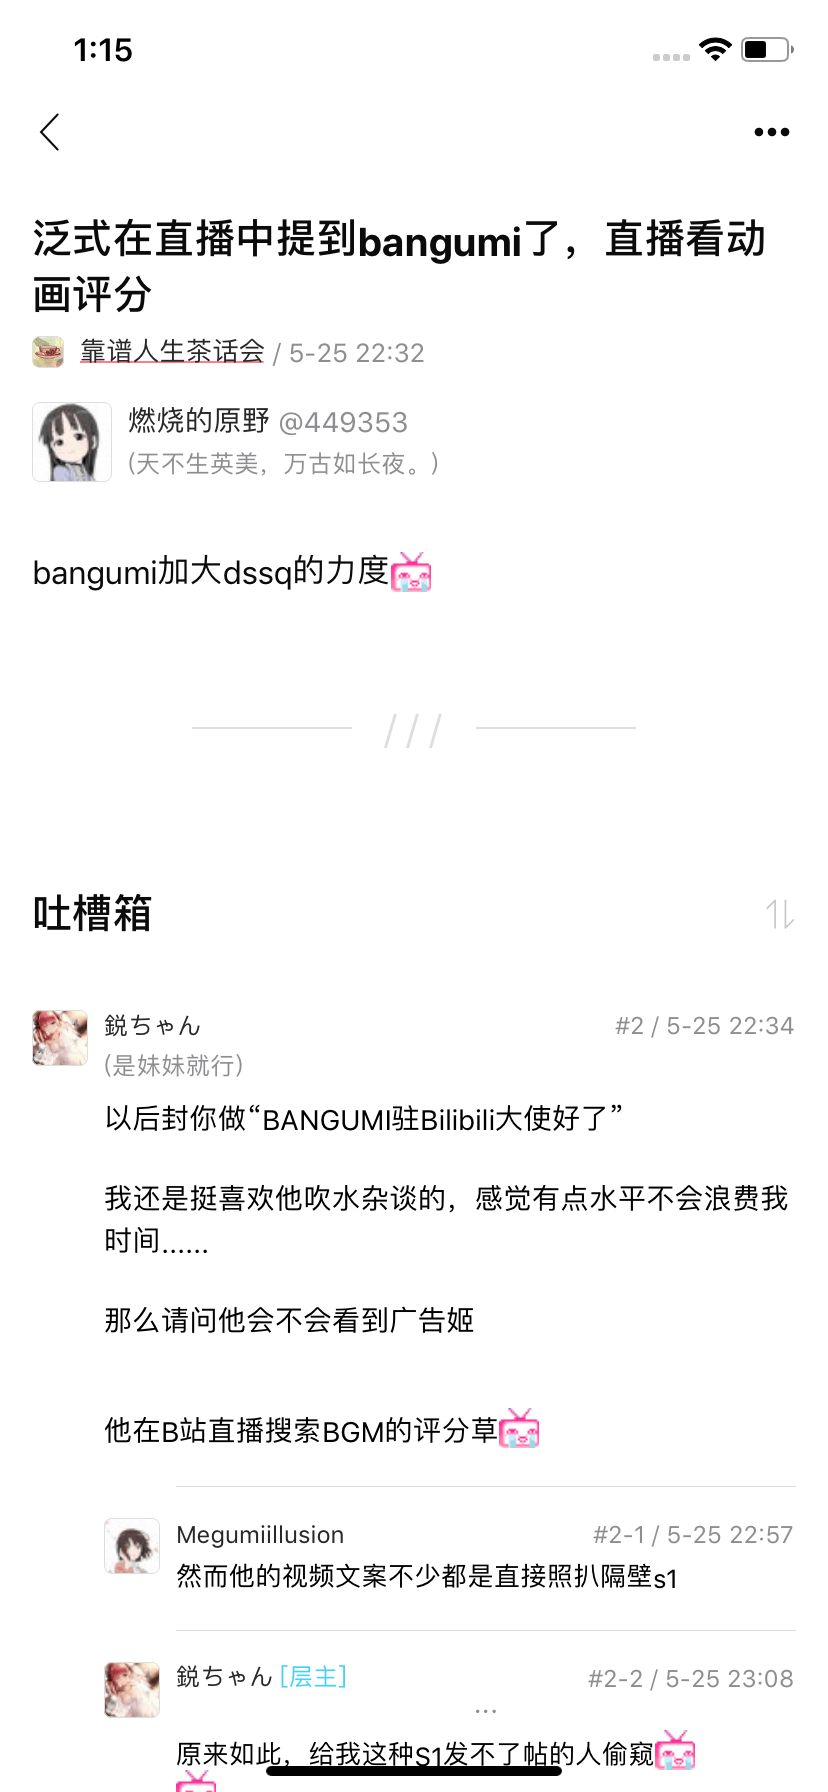 1:15
泛式在直播中提到bangumi了，直播看动
画评分
靠谱人生茶话会 / 5-25 22:32
燃烧的原野 @449353
(天不生英美，万古如长夜。)
bangumi加大dssq的力度
///
吐槽箱
鋭ちゃん #2 / 5-25 22:34
(是妹妹就行)
以后封你做“BANGUMI驻Bilibili大使好了”
我还是挺喜欢他吹水杂谈的，感觉有点水平不会浪费我
时间......
那么请问他会不会看到广告姬
他在B站直播搜索BGM的评分草
Megumiillusion #2-1 / 5-25 22:57
然而他的视频文案不少都是直接照扒隔壁s1
鋭ちゃん [层主] #2-2 / 5-25 23:08
...
原来如此，给我这种S1发不了帖的人偷窥